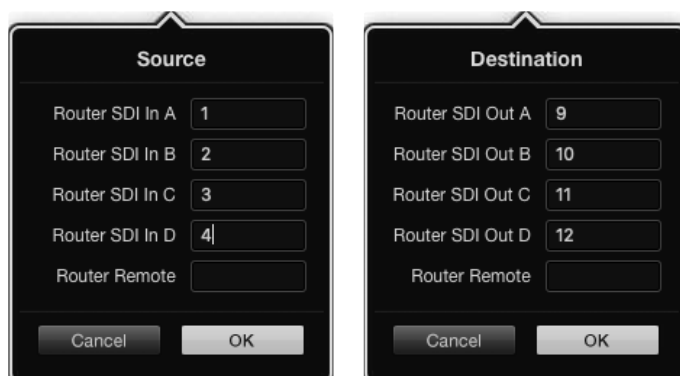 Source
Router SDI In A 1
Router SDI In B 2
Router SDI In C 3
Router SDI In D 4
Router Remote
Cancel OK
Destination
Router SDI Out A 9
Router SDI Out B 10
Router SDI Out C 11
Router SDI Out D 12
Router Remote
Cancel OK